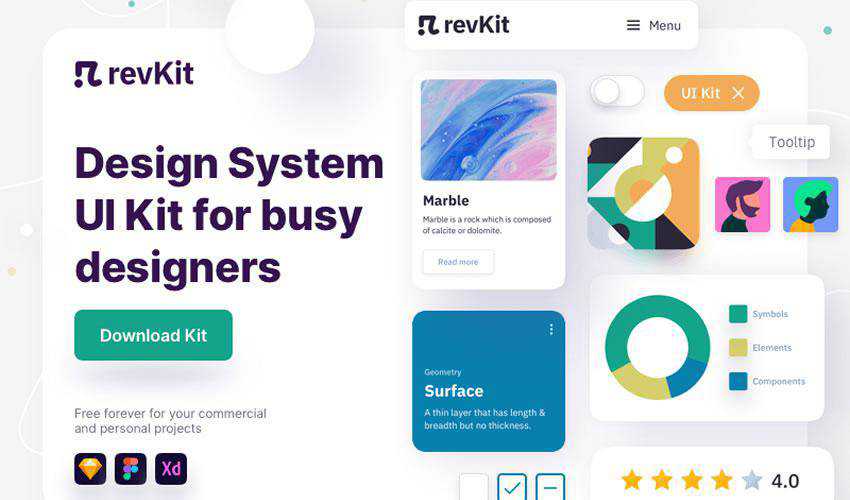 revKit
Design System
UI Kit for busy
designers
Download Kit
Free forever for your commercial
and personal projects
Xd
revKit
Menu
Marble
Marble is a rock which is composed
of calcite or dolomite.
Read more
Geometry
Surface
A thin layer that has length &
breadth but no thickness.
UI Kit
Tooltip
Symbols
Elements
Components
4.0